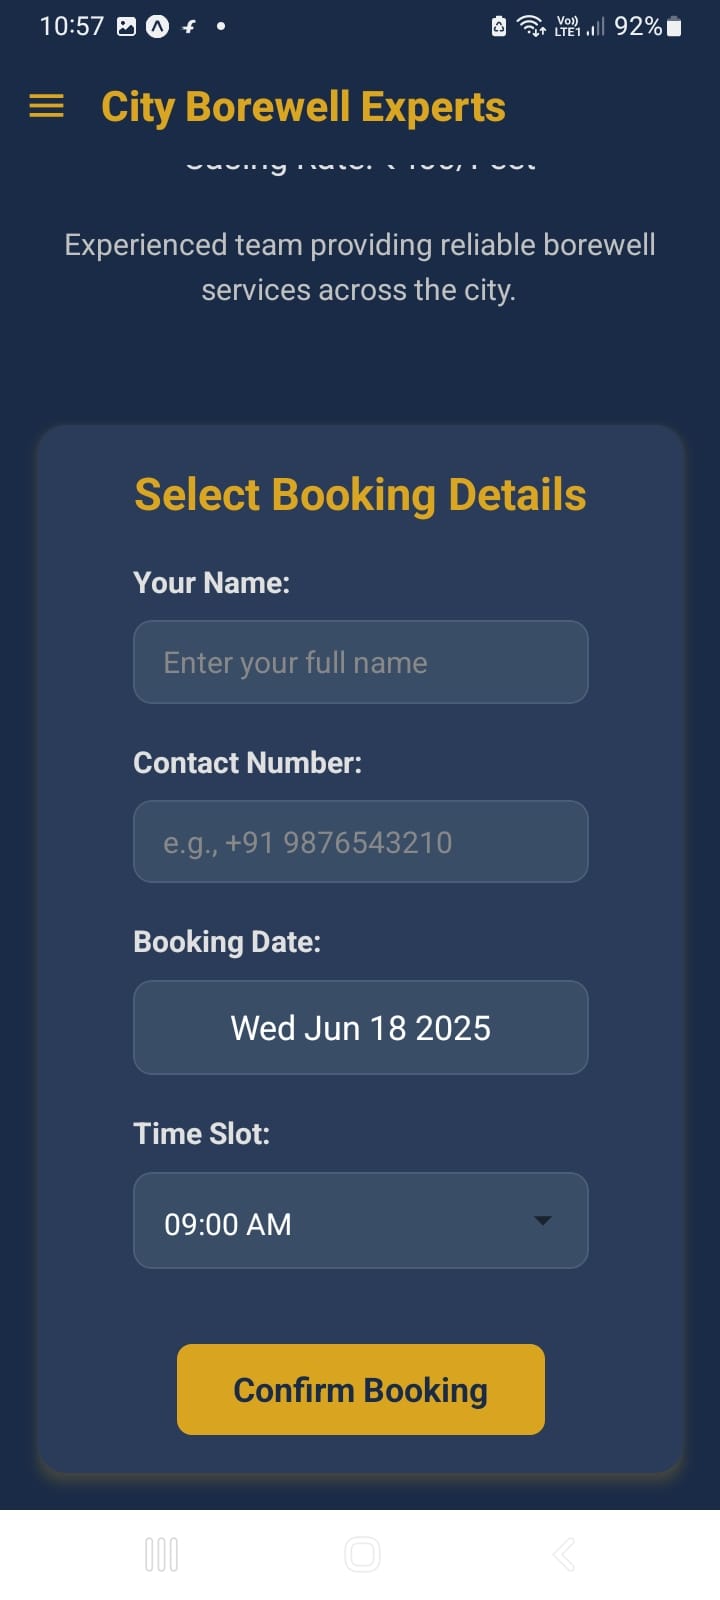 10:57
Vo))
LTE1
92%
City Borewell Experts
Experienced team providing reliable borewell
services across the city.
Select Booking Details
Your Name:
Enter your full name
Contact Number:
e.g., +91 9876543210
Booking Date:
Wed Jun 18 2025
Time Slot:
09:00 AM
Confirm Booking